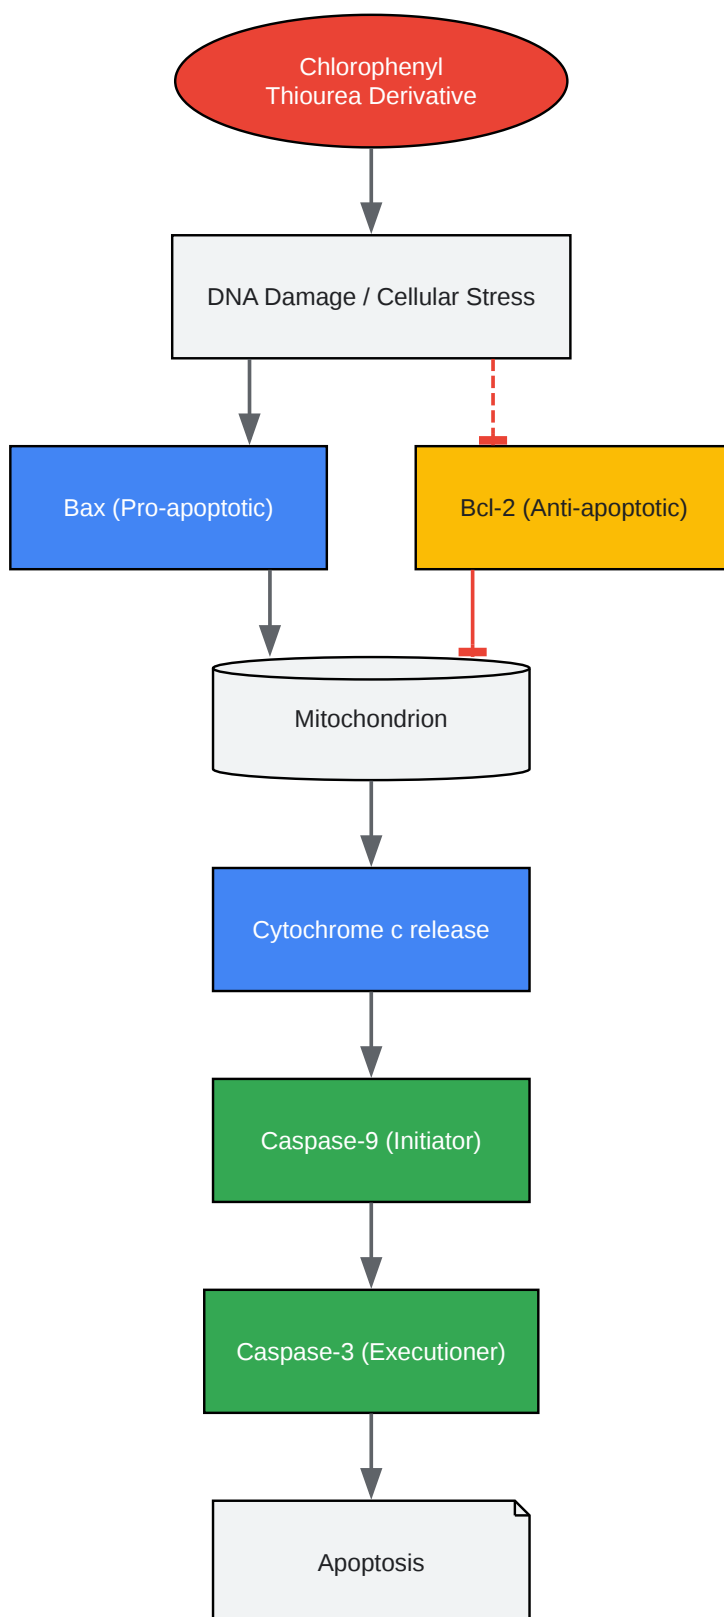 Chlorophenyl
Thiourea Derivative
DNA Damage / Cellular Stress
Bax (Pro-apoptotic)
Bcl-2 (Anti-apoptotic)
Mitochondrion
Cytochrome c release
Caspase-9 (Initiator)
Caspase-3 (Executioner)
Apoptosis